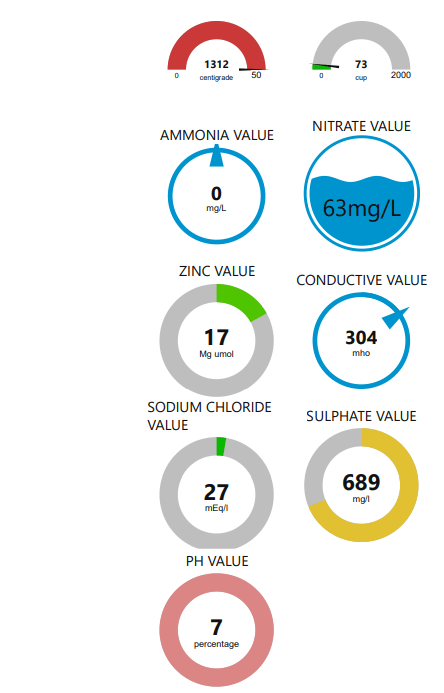 1312
centigrade
0
50
73
cup
0
2000
AMMONIA VALUE
0
mg/L
NITRATE VALUE
63mg/L
ZINC VALUE
17
Mg umol
CONDUCTIVE VALUE
304
mho
SODIUM CHLORIDE
VALUE
27
mEq/l
SULPHATE VALUE
689
mg/l
PH VALUE
7
percentage